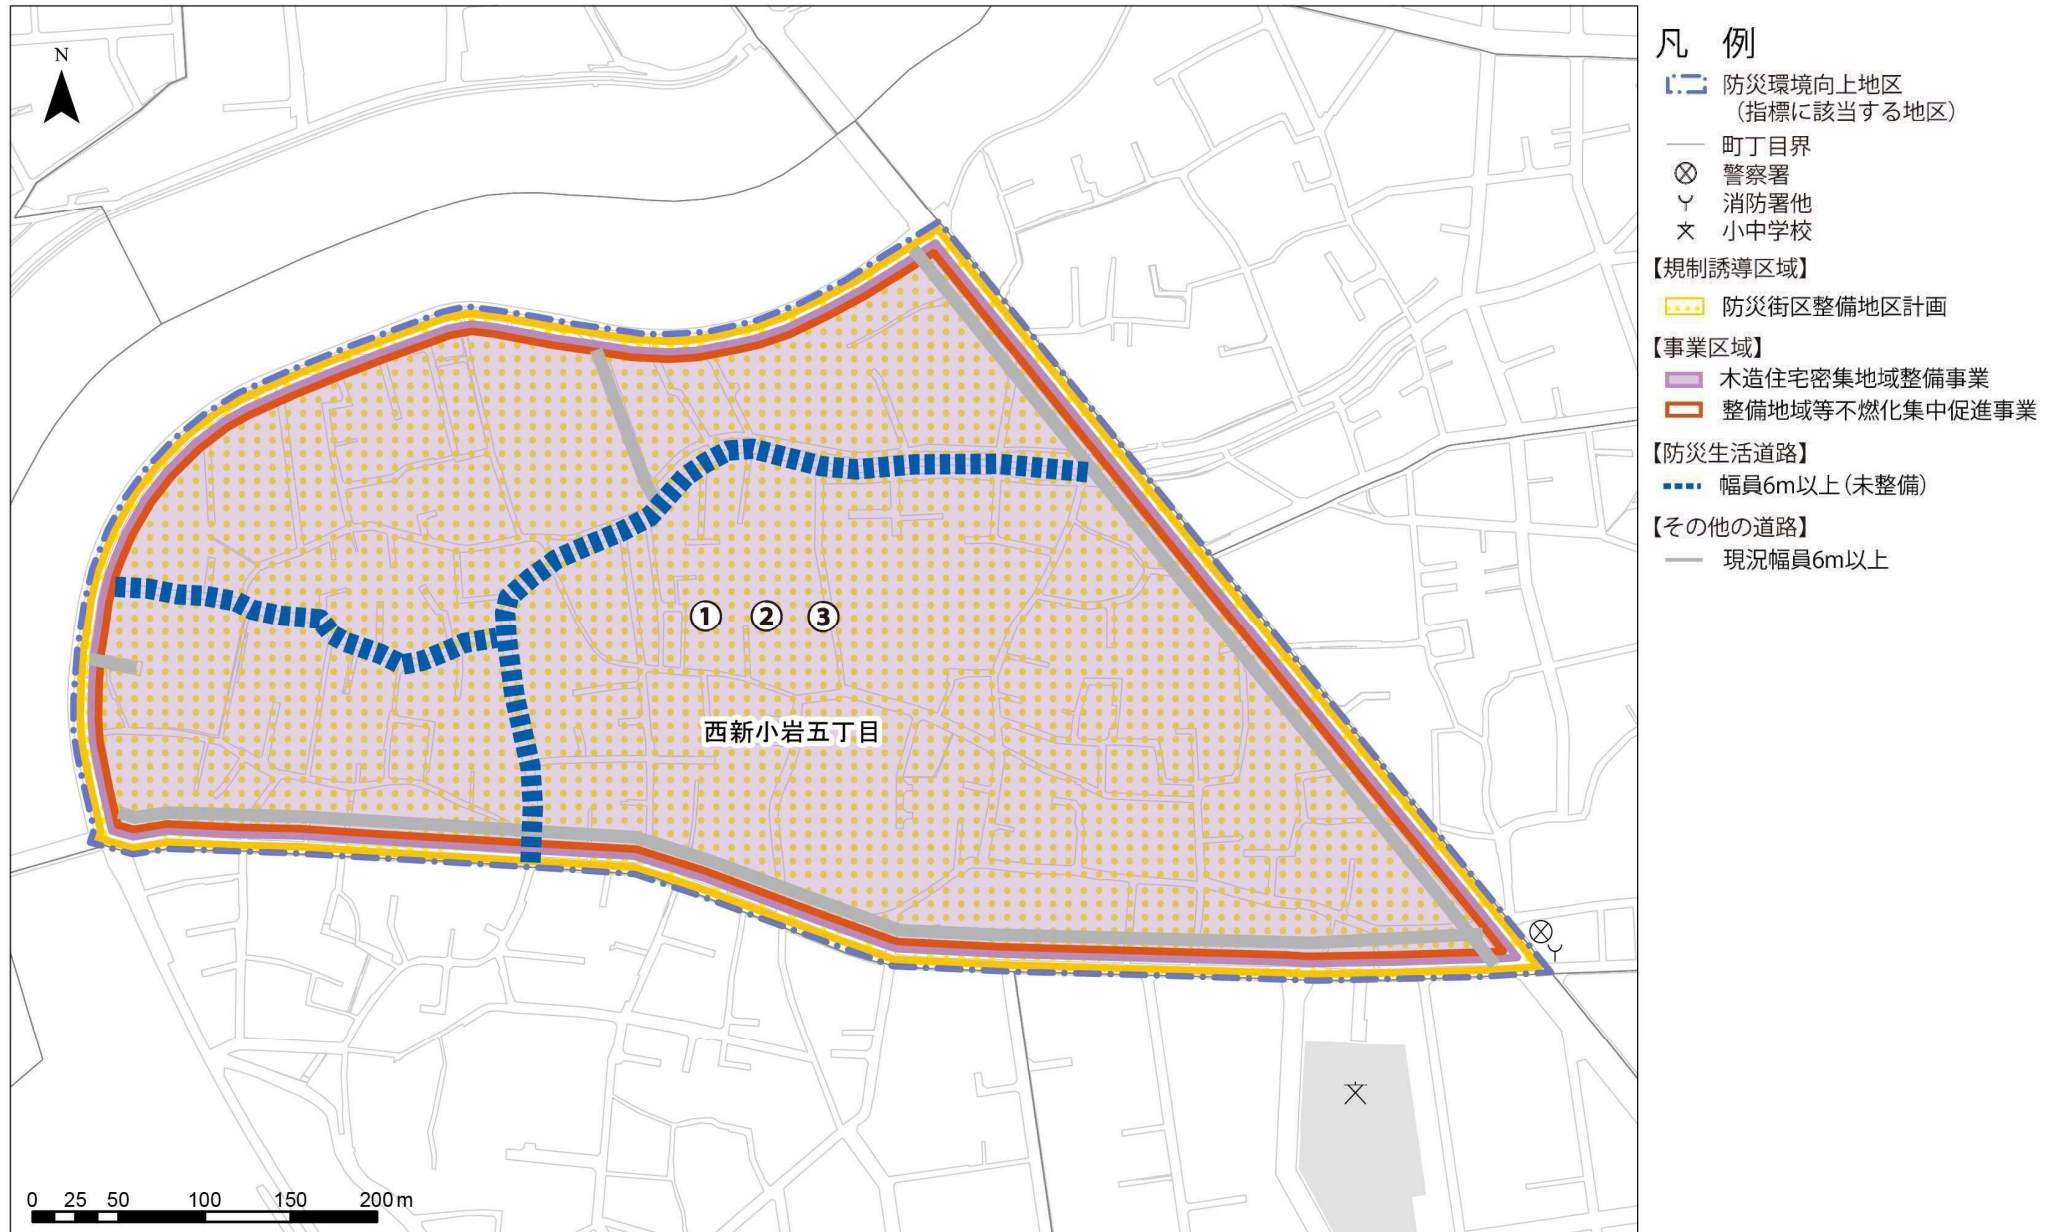 N
① ② ③
西新小岩五丁目
0 25 50 100 150 200m
凡 例
防災環境向上地区
（指標に該当する地区）
町丁目界
警察署
消防署他
小中学校
【規制誘導区域】
防災街区整備地区計画
【事業区域】
木造住宅密集地域整備事業
整備地域等不燃化集中促進事業
【防災生活道路】
幅員6m以上（未整備）
【その他の道路】
現況幅員6m以上